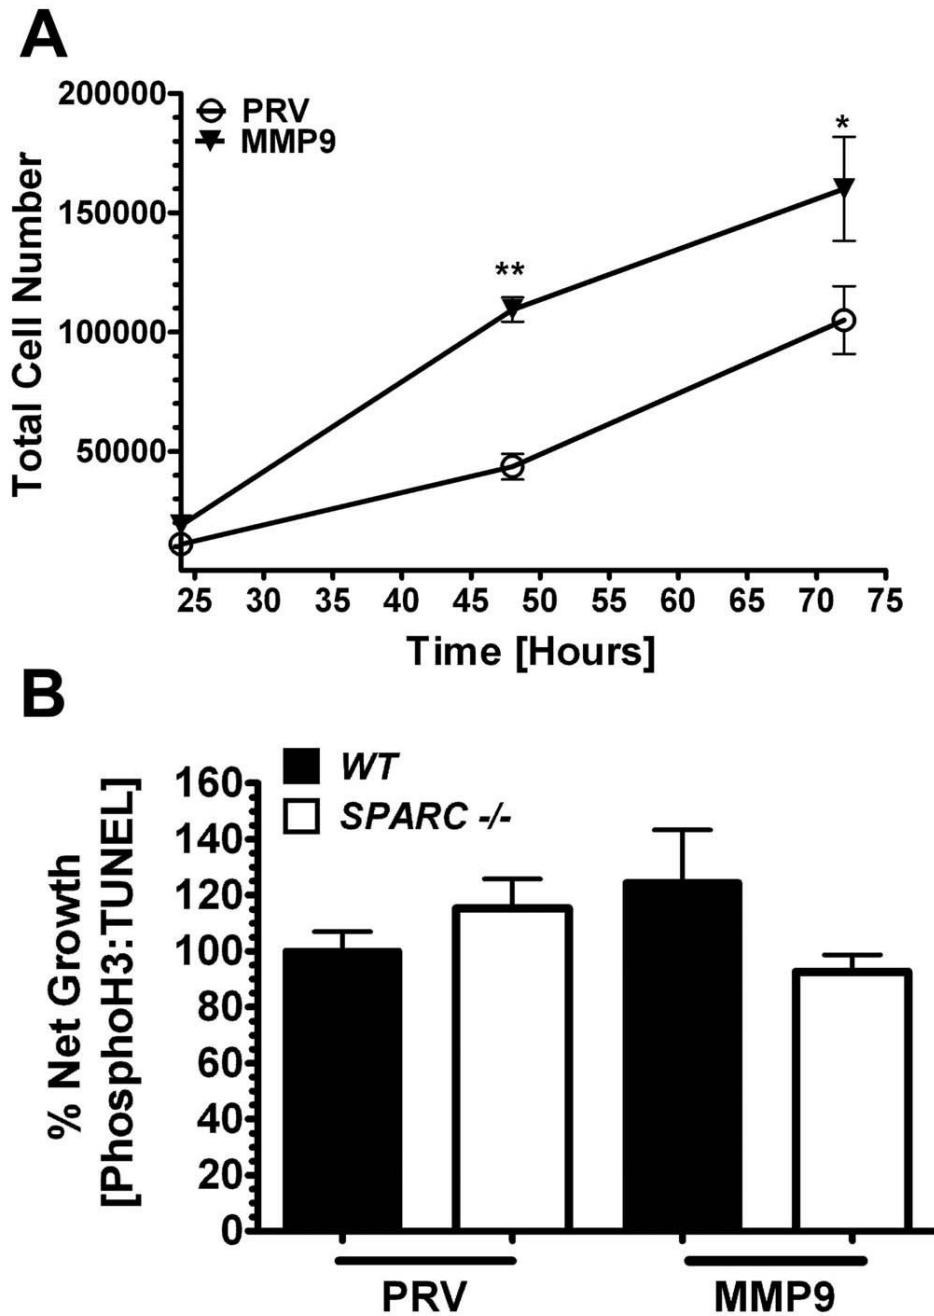 A
200000
150000
100000
50000
Total Cell Number
PRV
MMP9
**
*
25 30 35 40 45 50 55 60 65 70 75
Time [Hours]
B
% Net Growth
[PhosphoH3:TUNEL]
160
140
120
100
80
60
40
20
0
WT
SPARC -/-
PRV MMP9